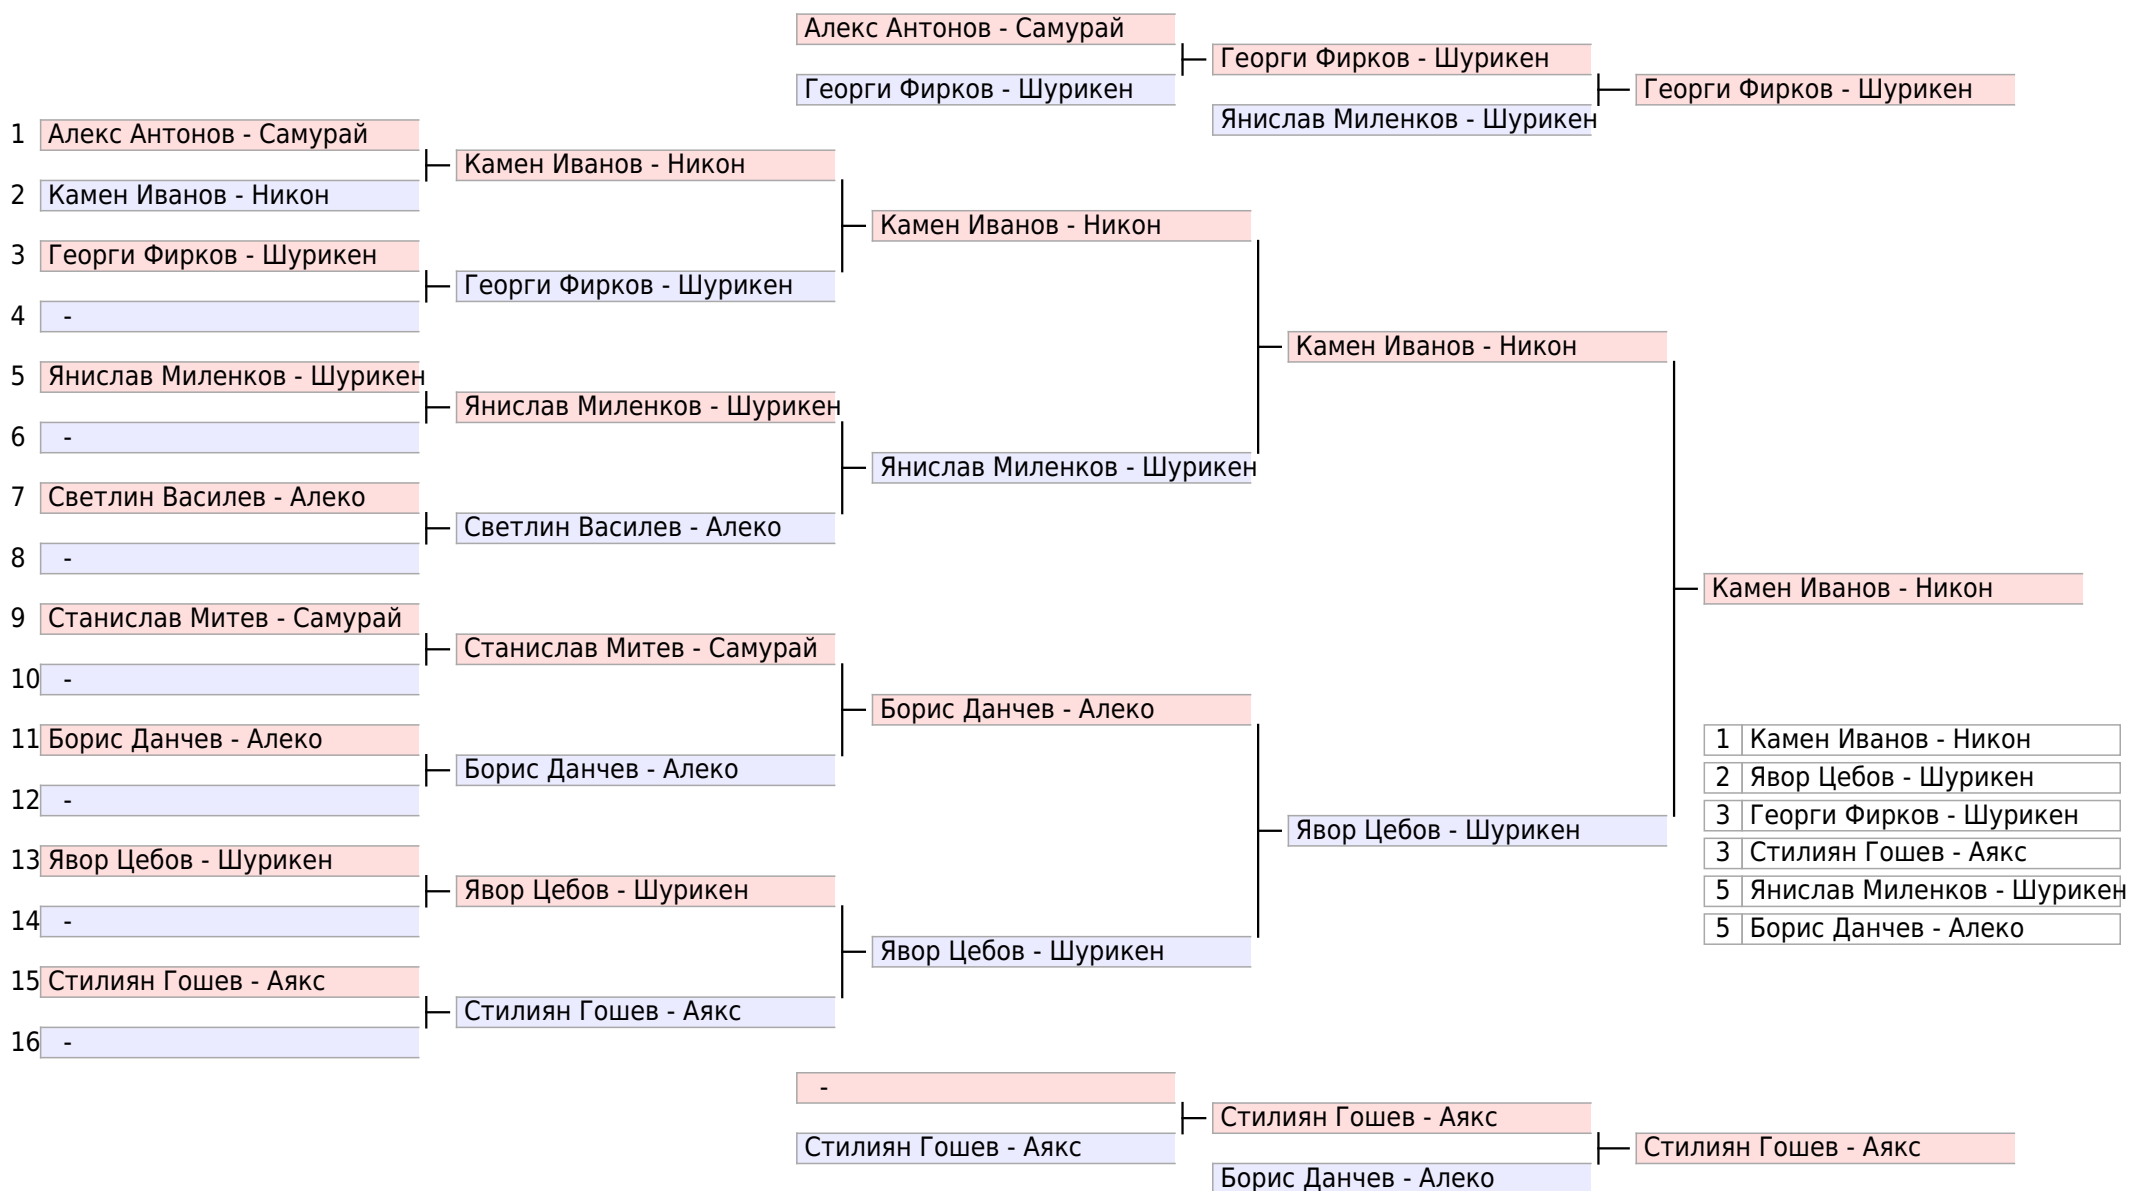 Алекс Антонов - Самурай
Георги Фирков - Шурикен
Георги Фирков - Шурикен
Георги Фирков - Шурикен
Янислав Миленков - Шурикен
1 Алекс Антонов - Самурай
Камен Иванов - Никон
2 Камен Иванов - Никон
Камен Иванов - Никон
3 Георги Фирков - Шурикен
Георги Фирков - Шурикен
4 -
Камен Иванов - Никон
5 Янислав Миленков - Шурикен
Янислав Миленков - Шурикен
6 -
Янислав Миленков - Шурикен
7 Светлин Василев - Алеко
Светлин Василев - Алеко
8 -
Камен Иванов - Никон
9 Станислав Митев - Самурай
Станислав Митев - Самурай
10 -
Борис Данчев - Алеко
11 Борис Данчев - Алеко
Борис Данчев - Алеко
12 -
Явор Цебов - Шурикен
13 Явор Цебов - Шурикен
Явор Цебов - Шурикен
14 -
Явор Цебов - Шурикен
15 Стилиян Гошев - Аякс
Стилиян Гошев - Аякс
16 -
1 Камен Иванов - Никон
2 Явор Цебов - Шурикен
3 Георги Фирков - Шурикен
3 Стилиян Гошев - Аякс
5 Янислав Миленков - Шурикен
5 Борис Данчев - Алеко
-
Стилиян Гошев - Аякс
Стилиян Гошев - Аякс
Стилиян Гошев - Аякс
Борис Данчев - Алеко